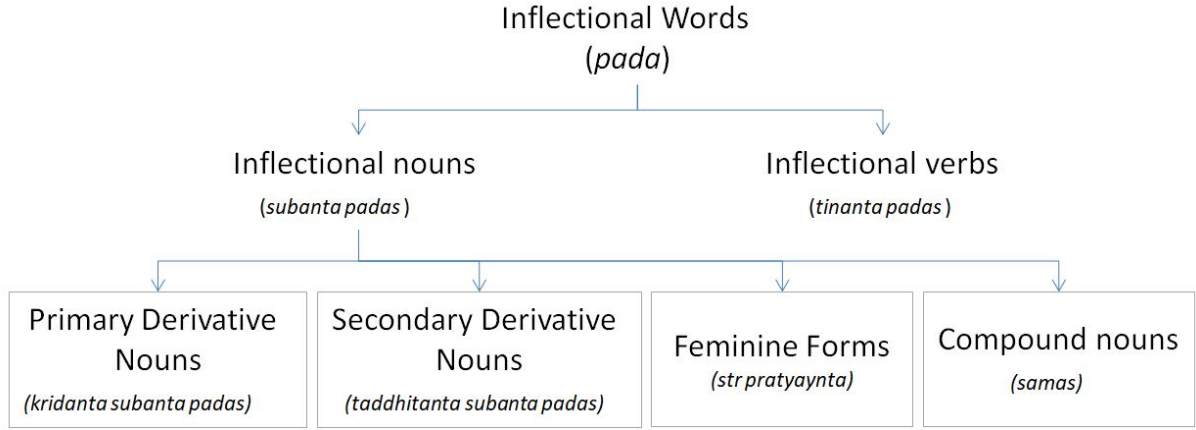 Inflectional Words
(pada)
Inflectional nouns
(subanta padas)
Inflectional verbs
(tinanta padas)
Primary Derivative
Nouns
(kridanta subanta padas)
Secondary Derivative
Nouns
(taddhitanta subanta padas)
Feminine Forms
(str pratyaynta)
Compound nouns
(samas)